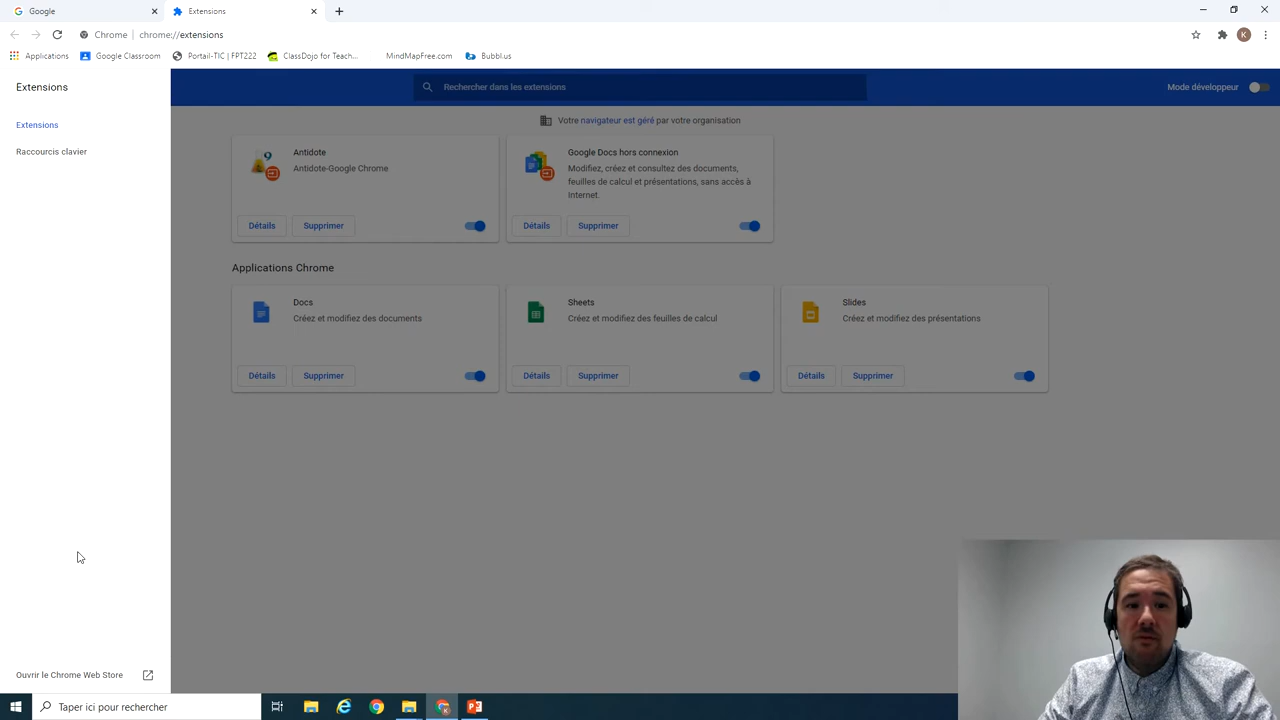 Google
Extensions
Chrome | chrome://extensions
K
Applications
Google Classroom
Portail-TIC | FPT222
ClassDojo for Teach...
MindMapFree.com
Bubbl.us
Extensions
Rechercher dans les extensions
Mode développeur
Votre navigateur est géré par votre organisation
Extensions
Raccourcis clavier
Antidote
Antidote-Google Chrome
Détails
Supprimer
Google Docs hors connexion
Modifiez, créez et consultez des documents,
feuilles de calcul et présentations, sans accès à
Internet.
Détails
Supprimer
Applications Chrome
Docs
Créez et modifiez des documents
Détails
Supprimer
Sheets
Créez et modifiez des feuilles de calcul
Détails
Supprimer
Slides
Créez et modifiez des présentations
Détails
Supprimer
Ouvrir le Chrome Web Store
Taper ici pour rechercher